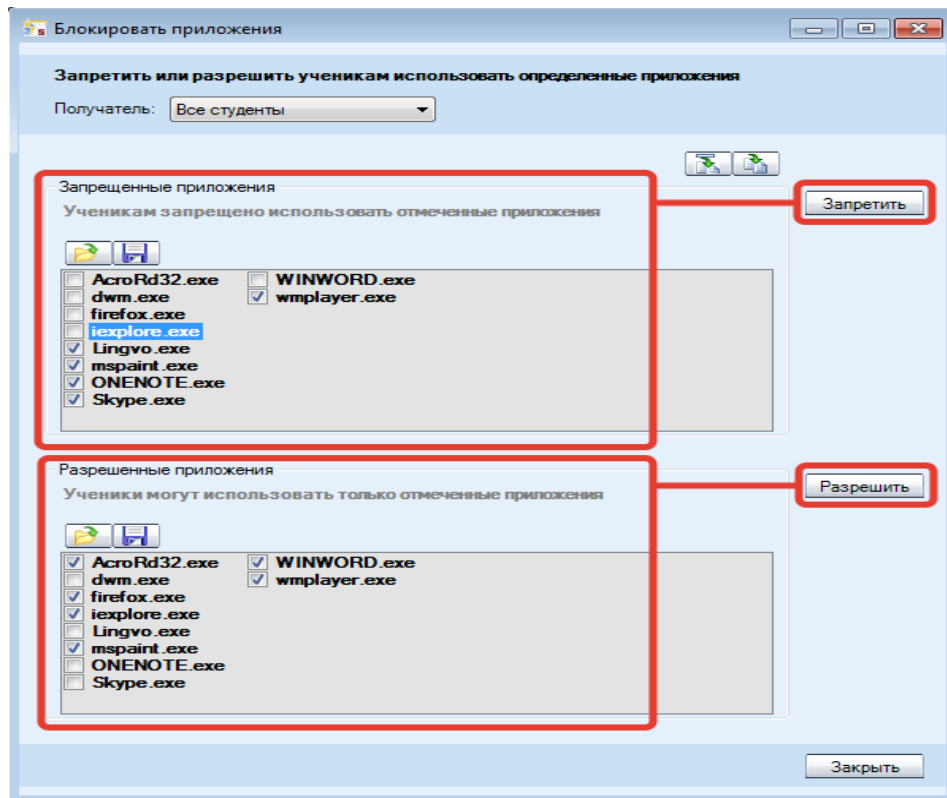 Блокировать приложения
Запретить или разрешить ученикам использовать определенные приложения
Получатель: Все студенты
Запрещенные приложения
Запретить
Ученикам запрещено использовать отмеченные приложения
AcroRd32.exe WINWORD.exe
dwm.exe wmplayer.exe
firefox.exe
iexplore.exe
Lingvo.exe
mspaint.exe
ONENOTE.exe
Skype.exe
Разрешенные приложения
Разрешить
Ученики могут использовать только отмеченные приложения
AcroRd32.exe WINWORD.exe
dwm.exe wmplayer.exe
firefox.exe
iexplore.exe
Lingvo.exe
mspaint.exe
ONENOTE.exe
Skype.exe
Закрыть